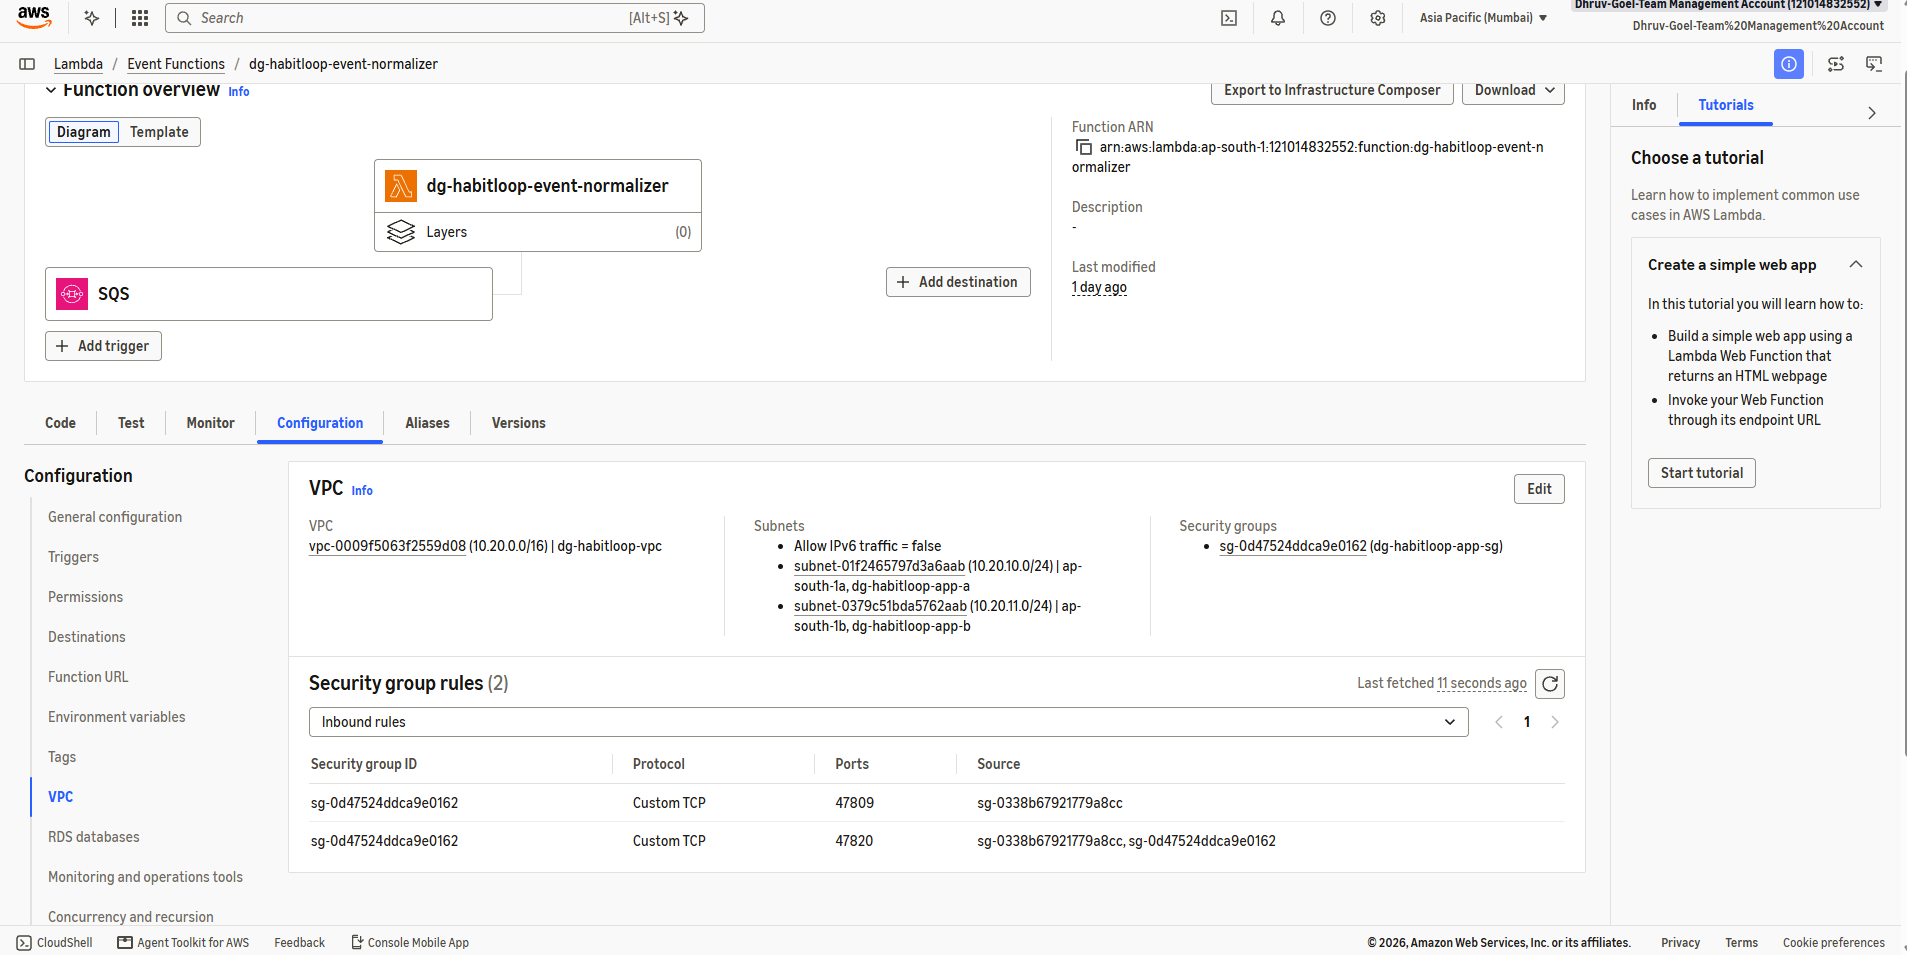 aws
Search
[Alt+S]
Asia Pacific (Mumbai)
Dhruv-Goel-Team Management Account (121014832552)
Dhruv-Goel-Team%20Management%20Account
Lambda / Event Functions / dg-habitloop-event-normalizer
Function overview Info
Export to Infrastructure Composer
Download
Diagram
Template
dg-habitloop-event-normalizer
Layers
(0)
SQS
Add trigger
Add destination
Function ARN
arn:aws:lambda:ap-south-1:121014832552:function:dg-habitloop-event-n
ormalizer
Description
-
Last modified
1 day ago
Code
Test
Monitor
Configuration
Aliases
Versions
Configuration
General configuration
Triggers
Permissions
Destinations
Function URL
Environment variables
Tags
VPC
RDS databases
Monitoring and operations tools
Concurrency and recursion
VPC Info
Edit
VPC
vpc-0009f5063f2559d08 (10.20.0.0/16) | dg-habitloop-vpc
Subnets
• Allow IPv6 traffic = false
• subnet-01f2465797d3a6aab (10.20.10.0/24) | ap-
south-1a, dg-habitloop-app-a
• subnet-0379c51bda5762aab (10.20.11.0/24) | ap-
south-1b, dg-habitloop-app-b
Security groups
• sg-0d47524ddca9e0162 (dg-habitloop-app-sg)
Security group rules (2)
Last fetched 11 seconds ago
Inbound rules
1
Security group ID
Protocol
Ports
Source
sg-0d47524ddca9e0162
Custom TCP
47809
sg-0338b67921779a8cc
sg-0d47524ddca9e0162
Custom TCP
47820
sg-0338b67921779a8cc, sg-0d47524ddca9e0162
Info
Tutorials
Choose a tutorial
Learn how to implement common use
cases in AWS Lambda.
Create a simple web app
In this tutorial you will learn how to:
• Build a simple web app using a
Lambda Web Function that
returns an HTML webpage
• Invoke your Web Function
through its endpoint URL
Start tutorial
CloudShell
Agent Toolkit for AWS
Feedback
Console Mobile App
© 2026, Amazon Web Services, Inc. or its affiliates.
Privacy
Terms
Cookie preferences